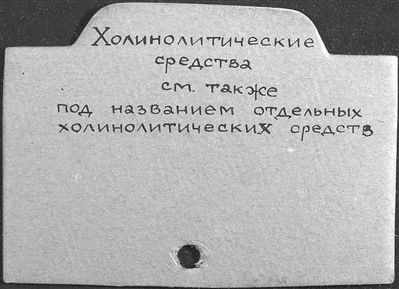 Холинолитические
средства
см. также
под названием отдельных
холинолитических средств